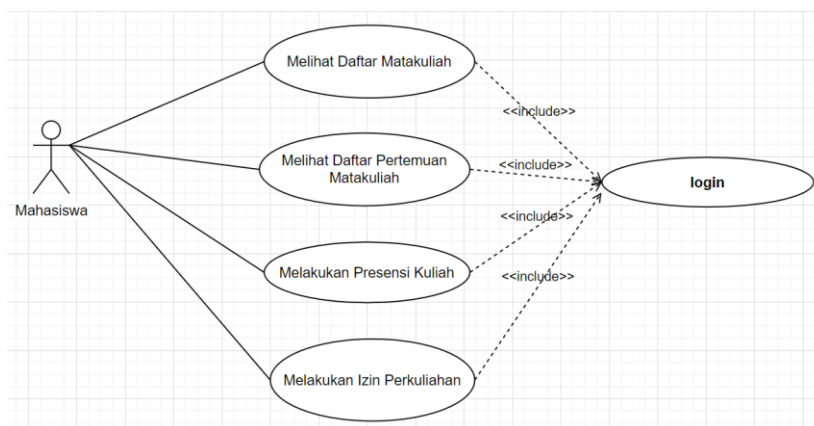 Melihat Daftar Matakuliah
<<include>>
Melihat Daftar Pertemuan
Matakuliah
<<include>>
login
Mahasiswa
<<include>>
Melakukan Presensi Kuliah
<<include>>
Melakukan Izin Perkuliahan